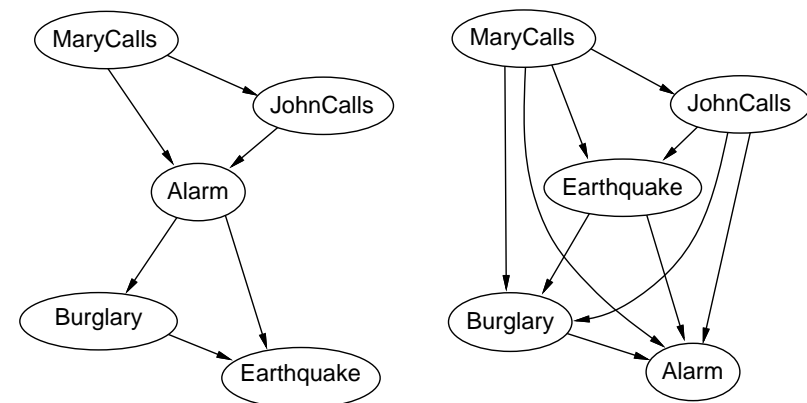 MaryCalls
JohnCalls
Alarm
Burglary
Earthquake
MaryCalls
JohnCalls
Earthquake
Burglary
Alarm